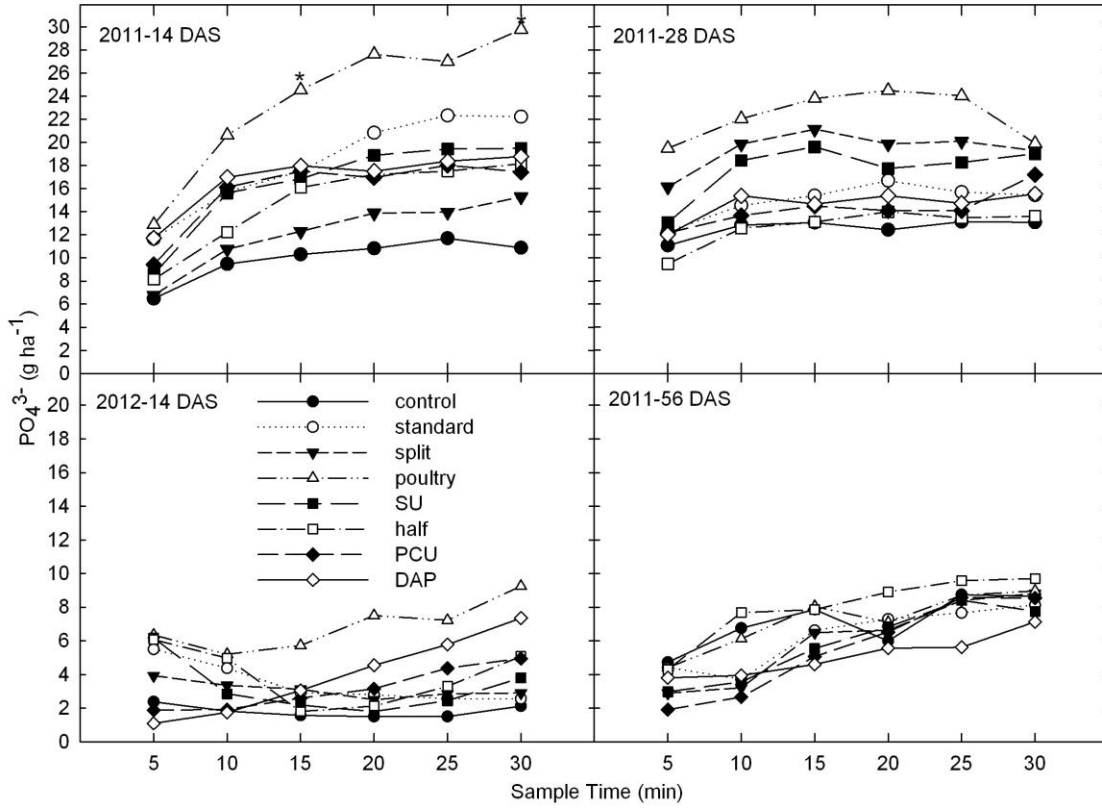 2011-14 DAS
30
28
26
24
22
20
18
16
14
12
10
8
6
4
2
0
*
*
2011-28 DAS
PO4 3- (g ha-1)
2012-14 DAS
20
18
16
14
12
10
8
6
4
2
0
control
standard
split
poultry
SU
half
PCU
DAP
2011-56 DAS
5 10 15 20 25 30 5 10 15 20 25 30
Sample Time (min)